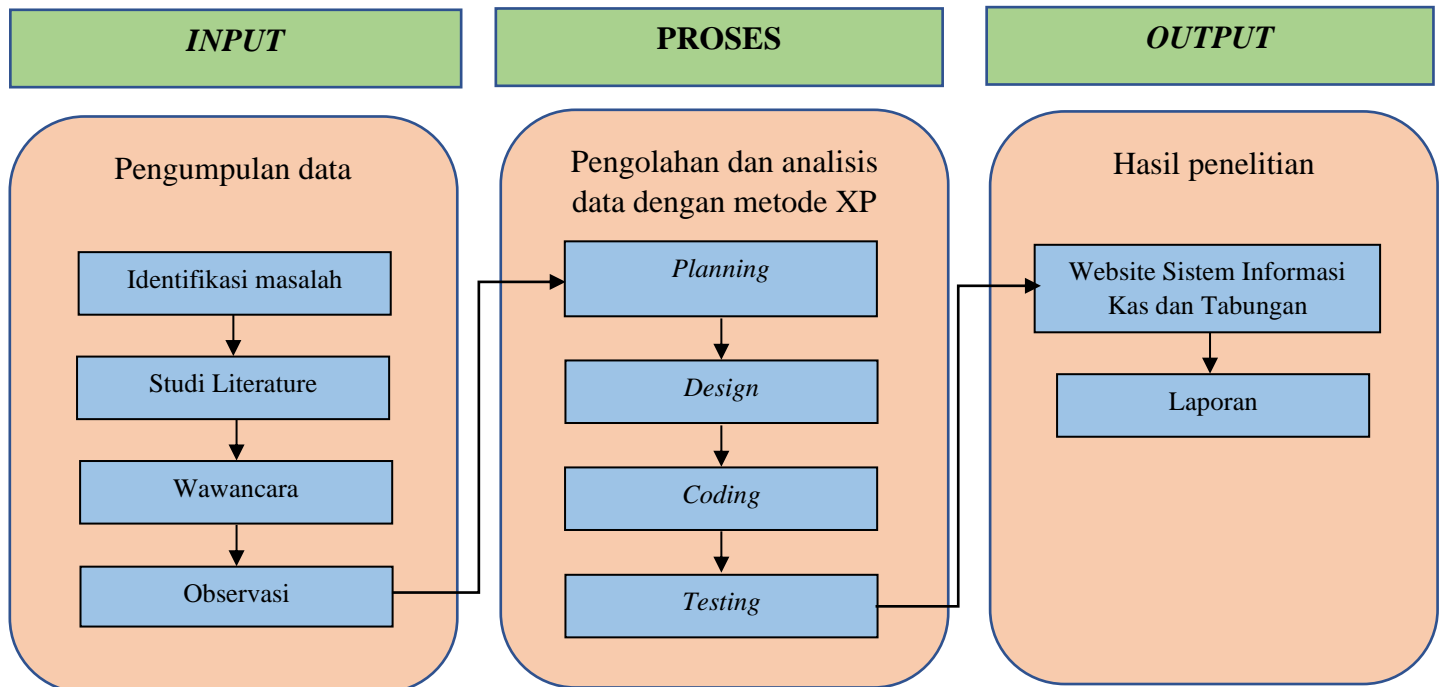 INPUT
PROSES
OUTPUT
Pengumpulan data
Identifikasi masalah
Studi Literature
Wawancara
Observasi
Pengolahan dan analisis
data dengan metode XP
Planning
Design
Coding
Testing
Hasil penelitian
Website Sistem Informasi
Kas dan Tabungan
Laporan